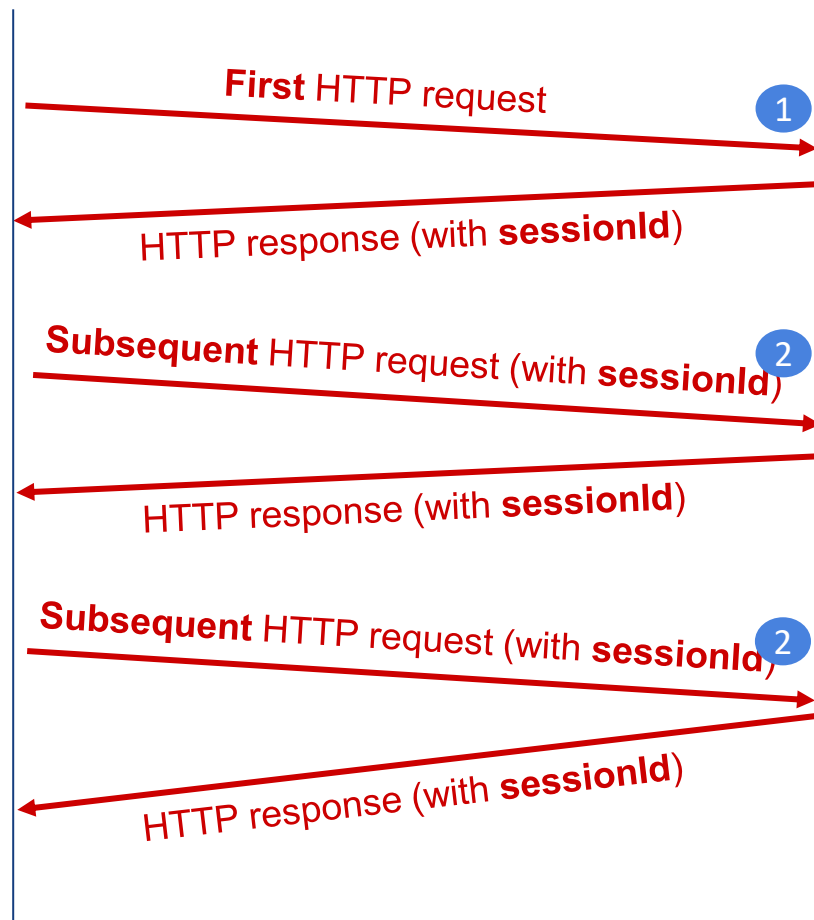 First HTTP request
1
HTTP response (with sessionId)
Subsequent HTTP request (with sessionId)
2
HTTP response (with sessionId)
Subsequent HTTP request (with sessionId)
2
HTTP response (with sessionId)